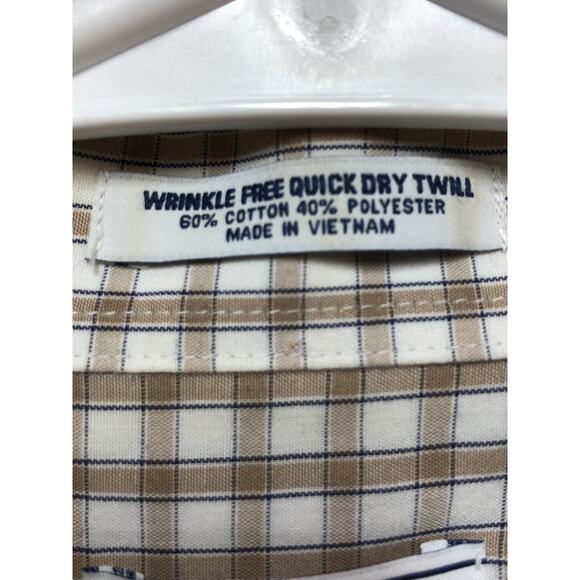 WRINKLE FREE QUICK DRY TWILL
60% COTTON 40% POLYESTER
MADE IN VIETNAM